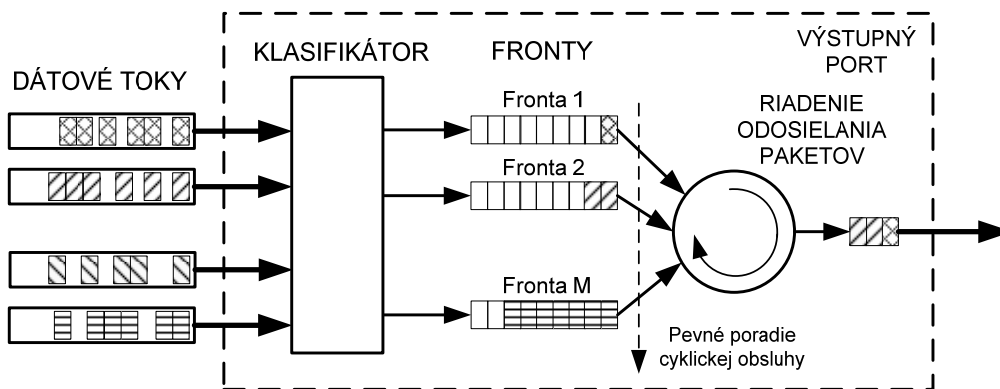 DÁTOVÉ TOKY
KLASIFIKÁTOR
FRONTY
Fronta 1
Fronta 2
Fronta M
VÝSTUPNÝ
PORT
RIADENIE
ODOSIELANIA
PAKETOV
Pevné poradie
cyklickej obsluhy